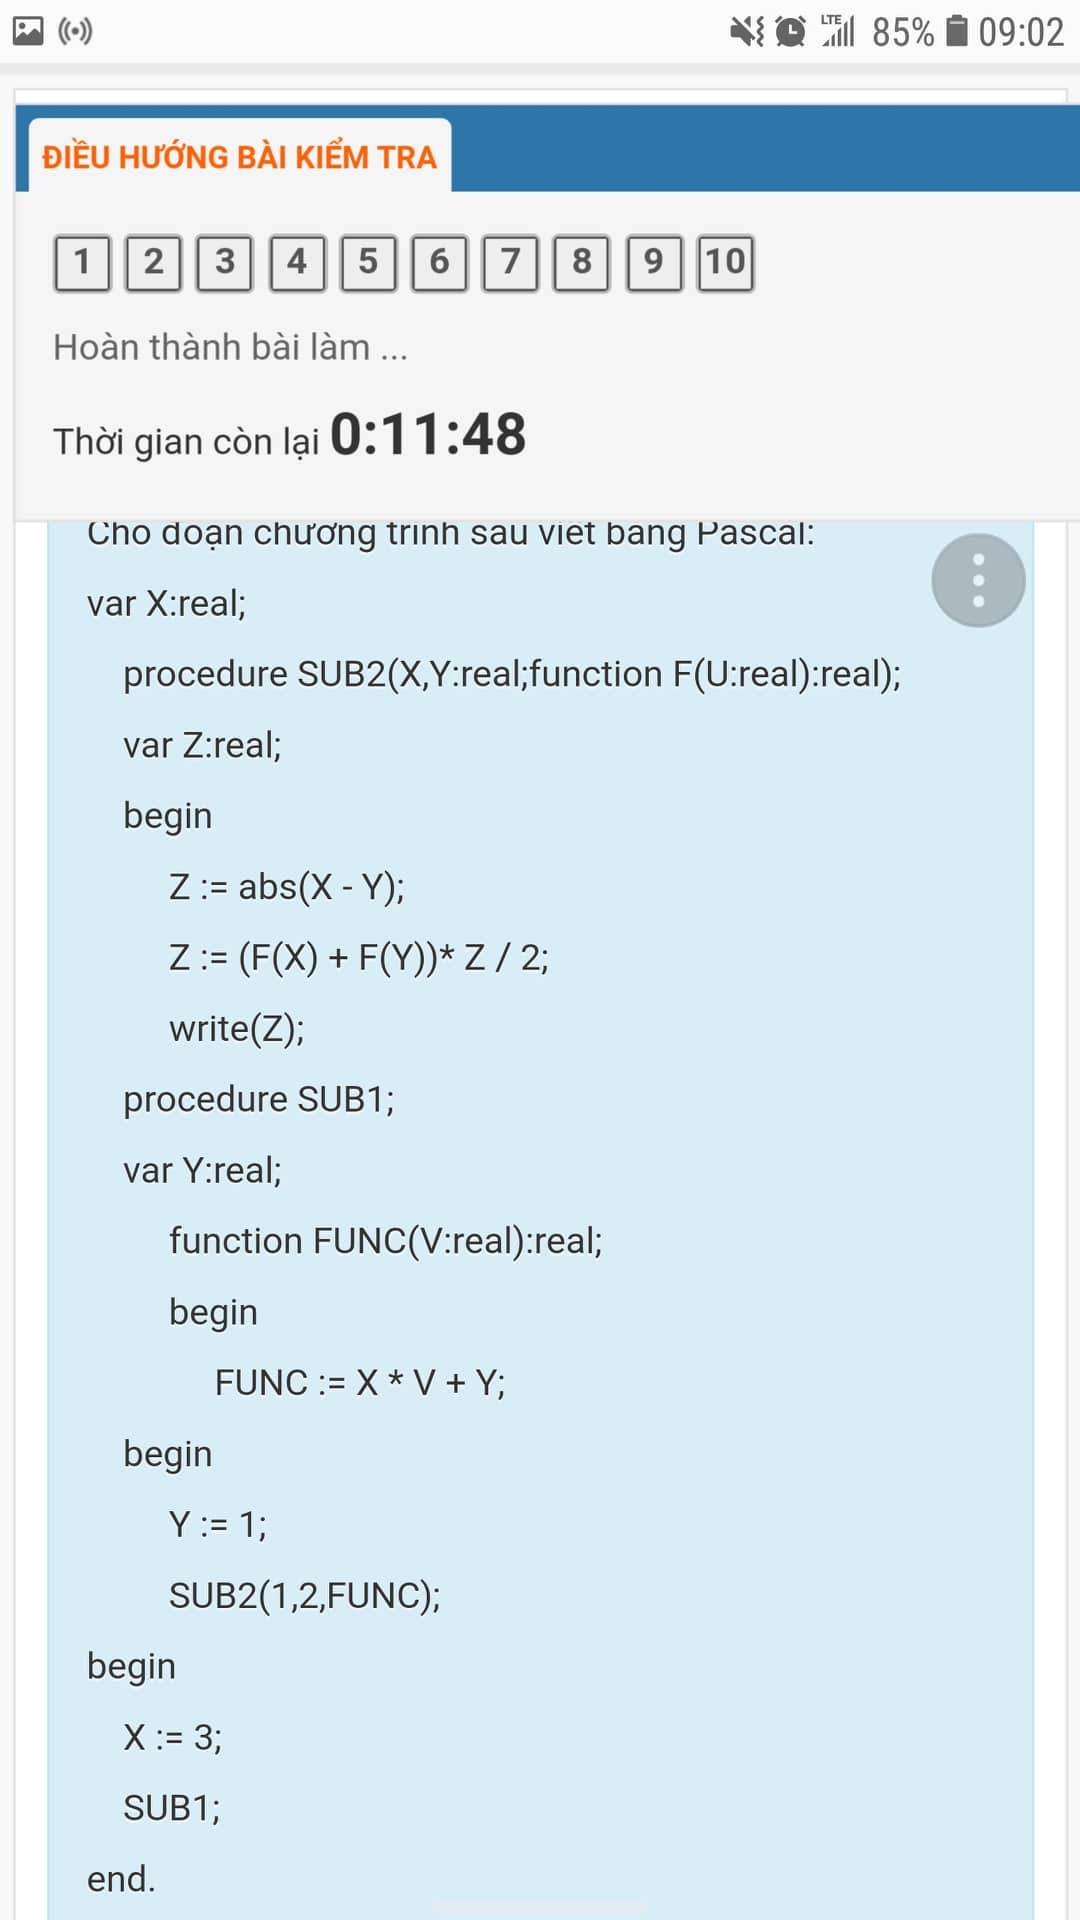 LTE 85% 09:02
ĐIỀU HƯỚNG BÀI KIỂM TRA
1 2 3 4 5 6 7 8 9 10
Hoàn thành bài làm ...
Thời gian còn lại 0:11:48
Cho đoạn chương trình sau viết bằng Pascal:
var X:real;
procedure SUB2(X,Y:real;function F(U:real):real);
var Z:real;
begin
Z := abs(X - Y);
Z := (F(X) + F(Y))* Z / 2;
write(Z);
procedure SUB1;
var Y:real;
function FUNC(V:real):real;
begin
FUNC := X * V + Y;
begin
Y := 1;
SUB2(1,2,FUNC);
begin
X := 3;
SUB1;
end.